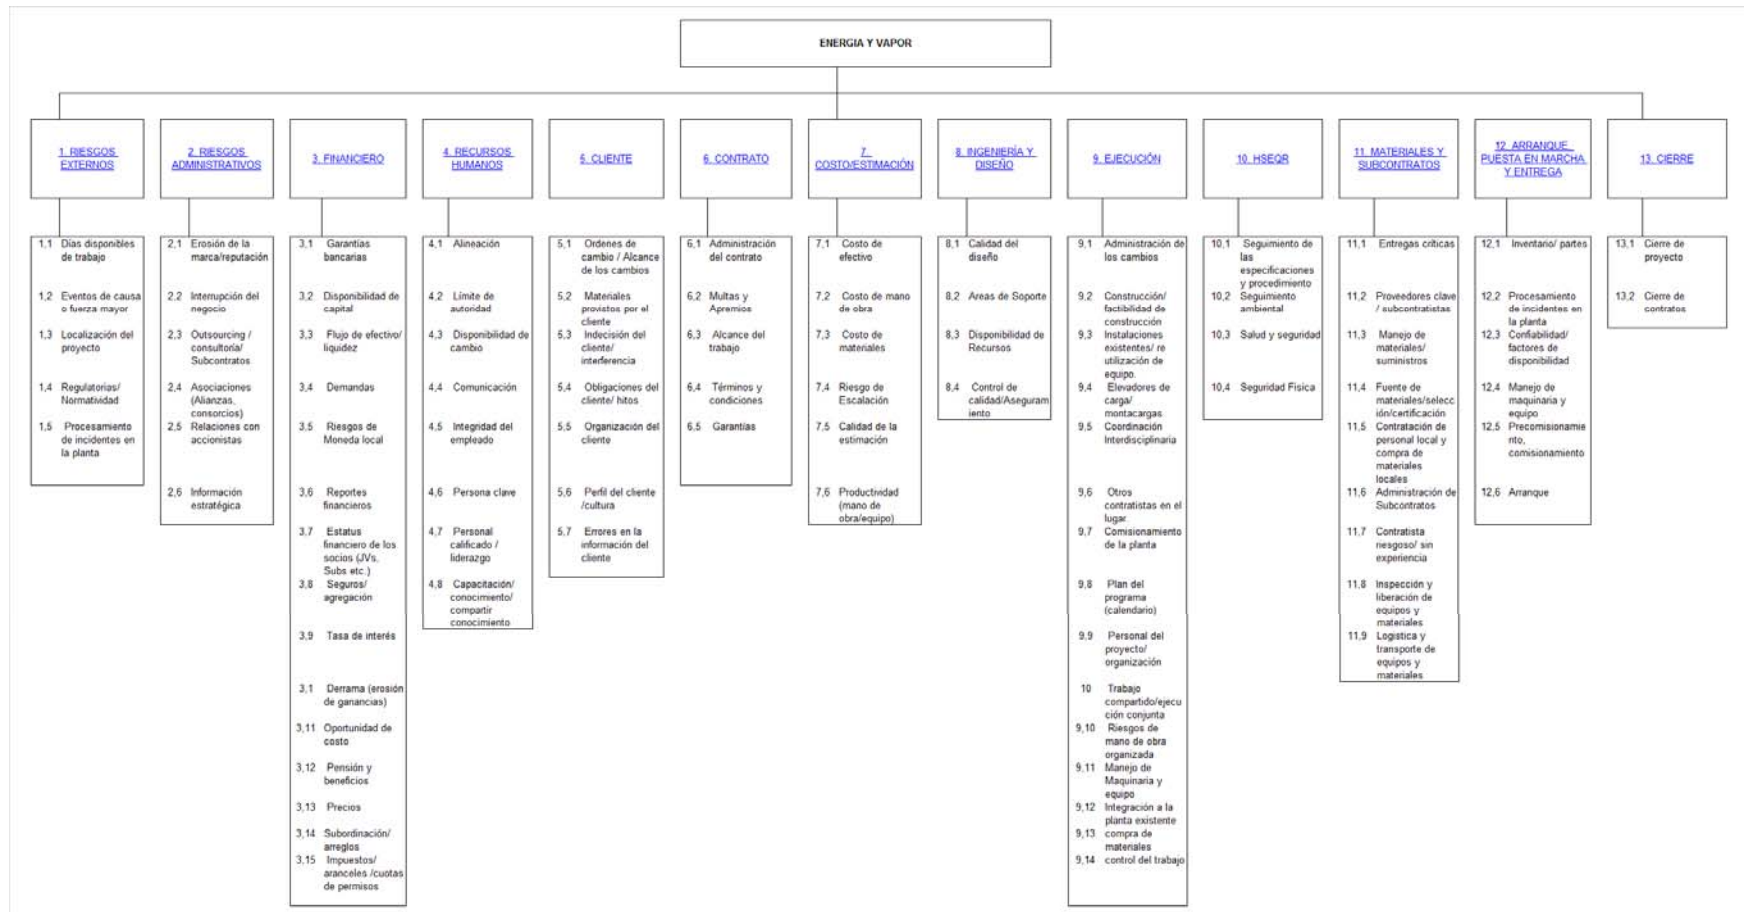 ENERGIA Y VAPOR
1. RIESGOS
EXTERNOS
2. RIESGOS
ADMINISTRATIVOS
3. FINANCIERO
4. RECURSOS
HUMANOS
5. CLIENTE
6. CONTRATO
7.
COSTO/ESTIMACIÓN
8. INGENIERÍA Y
DISEÑO
9. EJECUCIÓN
10. HSEQR
11. MATERIALES Y
SUBCONTRATOS
12. ARRANQUE,
PUESTA EN MARCHA
Y ENTREGA
13. CIERRE
1,1 Días disponibles
de trabajo
1,2 Eventos de causa
o fuerza mayor
1,3 Localización del
proyecto
1,4 Regulatorias/
Normatividad
1,5 Procesamiento
de incidentes en
la planta
2,1 Erosión de la
marca/reputación
2,2 Interrupción del
negocio
2,3 Outsourcing /
consultoría/
Subcontratos
2,4 Asociaciones
(Alianzas,
consorcios)
2,5 Relaciones con
accionistas
2,6 Información
estratégica
3,1 Garantías
bancarias
3,2 Disponibilidad de
capital
3,3 Flujo de efectivo/
liquidez
3,4 Demandas
3,5 Riesgos de
Moneda local
3,6 Reportes
financieros
3,7 Estatus
financiero de los
socios (JVs,
Subs etc.)
3,8 Seguros/
agregación
3,9 Tasa de interés
3,1 Derrama (erosión
de ganancias)
3,11 Oportunidad de
costo
3,12 Pensión y
beneficios
3,13 Precios
3,14 Subordinación/
arreglos
3,15 Impuestos/
aranceles /cuotas
de permisos
4,1 Alineación
4,2 Límite de
autoridad
4,3 Disponibilidad de
cambio
4,4 Comunicación
4,5 Integridad del
empleado
4,6 Persona clave
4,7 Personal
calificado /
liderazgo
4,8 Capacitación/
conocimiento/
compartir
conocimiento
5,1 Ordenes de
cambio / Alcance
de los cambios
5,2 Materiales
provistos por el
cliente
5,3 Indecisión del
cliente/
interferencia
5,4 Obligaciones del
cliente/ hitos
5,5 Organización del
cliente
5,6 Perfil del cliente
/cultura
5,7 Errores en la
información del
cliente
6,1 Administración
del contrato
6,2 Multas y
Apremios
6,3 Alcance del
trabajo
6,4 Términos y
condiciones
6,5 Garantías
7,1 Costo de
efectivo
7,2 Costo de mano
de obra
7,3 Costo de
materiales
7,4 Riesgo de
Escalación
7,5 Calidad de la
estimación
7,6 Productividad
(mano de
obra/equipo)
8,1 Calidad del
diseño
8,2 Areas de Soporte
8,3 Disponibilidad de
Recursos
8,4 Control de
calidad/Aseguram
iento
9,1 Administración de
los cambios
9,2 Construcción/
factibilidad de
construcción
9,3 Instalaciones
existentes/ re
utilización de
equipo.
9,4 Elevadores de
carga/
montacargas
9,5 Coordinación
Interdisciplinaria
9,6 Otros
contratistas en el
lugar.
9,7 Comisionamiento
de la planta
9,8 Plan del
programa
(calendario)
9,9 Personal del
proyecto/
organización
10 Trabajo
compartido/ejecu
ción conjunta
9,10 Riesgos de
mano de obra
organizada
9,11 Manejo de
Maquinaria y
equipo
9,12 Integración a la
planta existente
9,13 compra de
materiales
9,14 control del trabajo
10,1 Seguimiento de
las
especificaciones
y procedimiento
10,2 Seguimiento
ambiental
10,3 Salud y seguridad
10,4 Seguridad Física
11,1 Entregas críticas
11,2 Proveedores clave
/ subcontratistas
11,3 Manejo de
materiales/
suministros
11,4 Fuente de
materiales/selecc
ión/certificación
11,5 Contratación de
personal local y
compra de
materiales
locales
11,6 Administración de
Subcontratos
11,7 Contratista
riesgoso/ sin
experiencia
11,8 Inspección y
liberación de
equipos y
materiales
11,9 Logistica y
transporte de
equipos y
materiales
12,1 Inventario/ partes
12,2 Procesamiento
de incidentes en
la planta
12,3 Confiabilidad/
factores de
disponibilidad
12,4 Manejo de
maquinaria y
equipo
12,5 Precomisionamie
nto,
comisionamiento
12,6 Arranque
13,1 Cierre de
proyecto
13,2 Cierre de
contratos